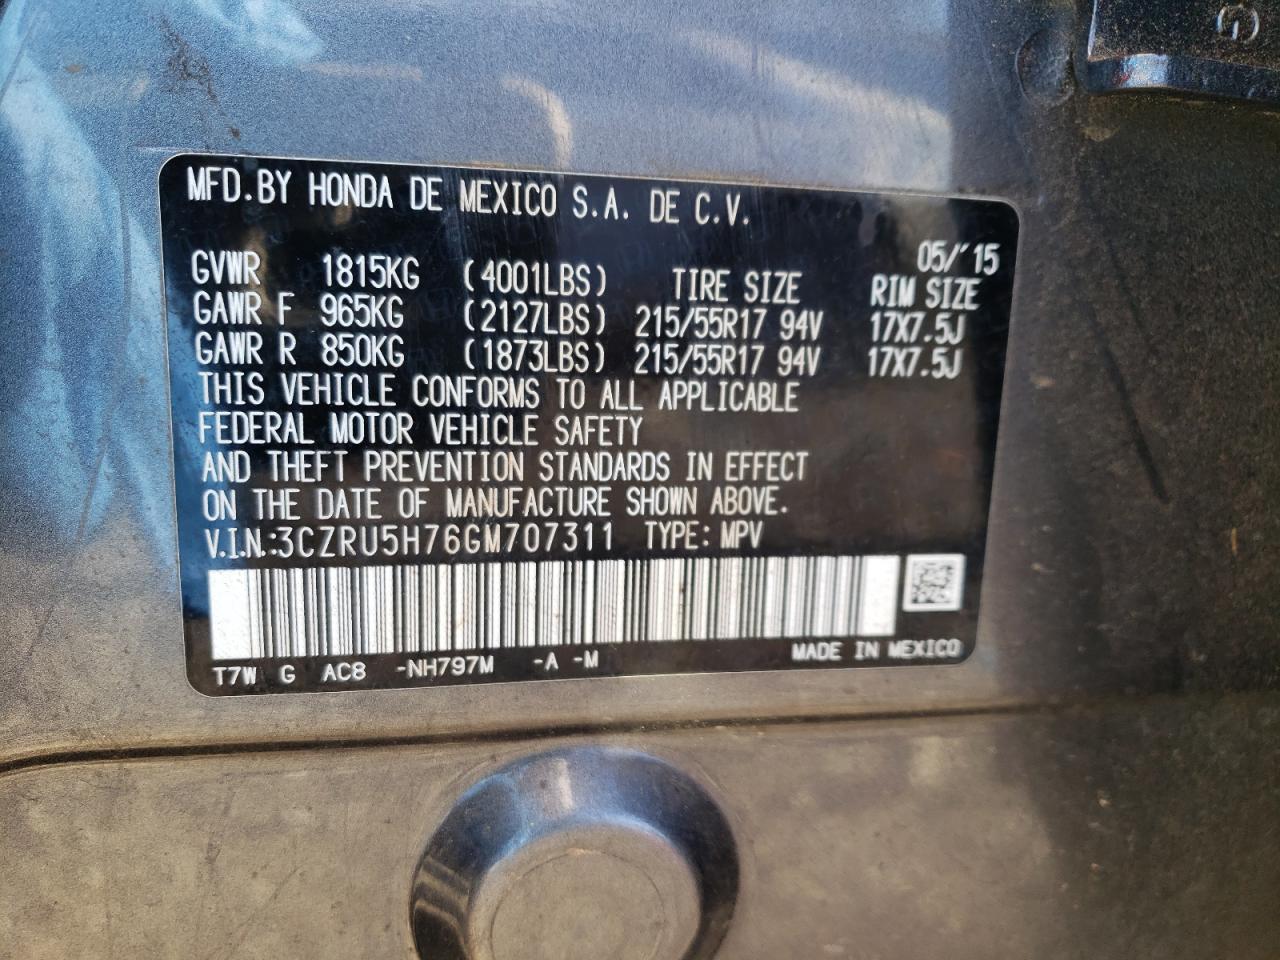 MFD.BY HONDA DE MEXICO S.A. DE C.V.
05/'15
GVWR 1815KG (4001LBS) TIRE SIZE RIM SIZE
GAWR F 965KG (2127LBS) 215/55R17 94V 17X7.5J
GAWR R 850KG (1873LBS) 215/55R17 94V 17X7.5J
THIS VEHICLE CONFORMS TO ALL APPLICABLE
FEDERAL MOTOR VEHICLE SAFETY
AND THEFT PREVENTION STANDARDS IN EFFECT
ON THE DATE OF MANUFACTURE SHOWN ABOVE.
V.I.N.:3CZRU5H76GM707311 TYPE: MPV
T7W G AC8 -NH797M -A -M MADE IN MEXICO